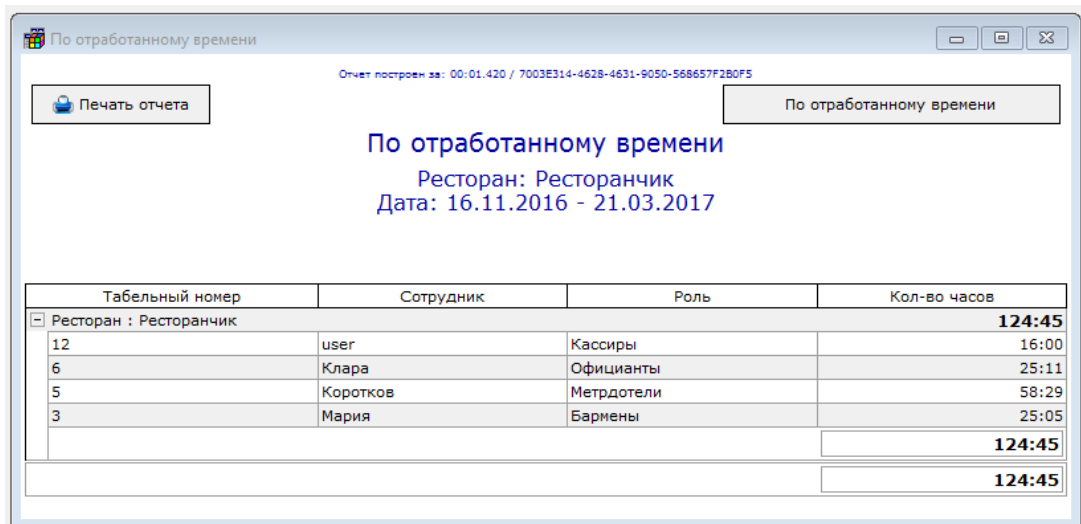 По отработанному времени
Отчет построен за: 00:01.420 / 7003E314-4628-4631-9050-568657F2B0F5
Печать отчета По отработанному времени
По отработанному времени
Ресторан: Ресторанчик
Дата: 16.11.2016 - 21.03.2017
Табельный номер Сотрудник Роль Кол-во часов
Ресторан : Ресторанчик 124:45
12 user Кассиры 16:00
6 Клара Официанты 25:11
5 Коротков Метрдотели 58:29
3 Мария Бармены 25:05
124:45
124:45